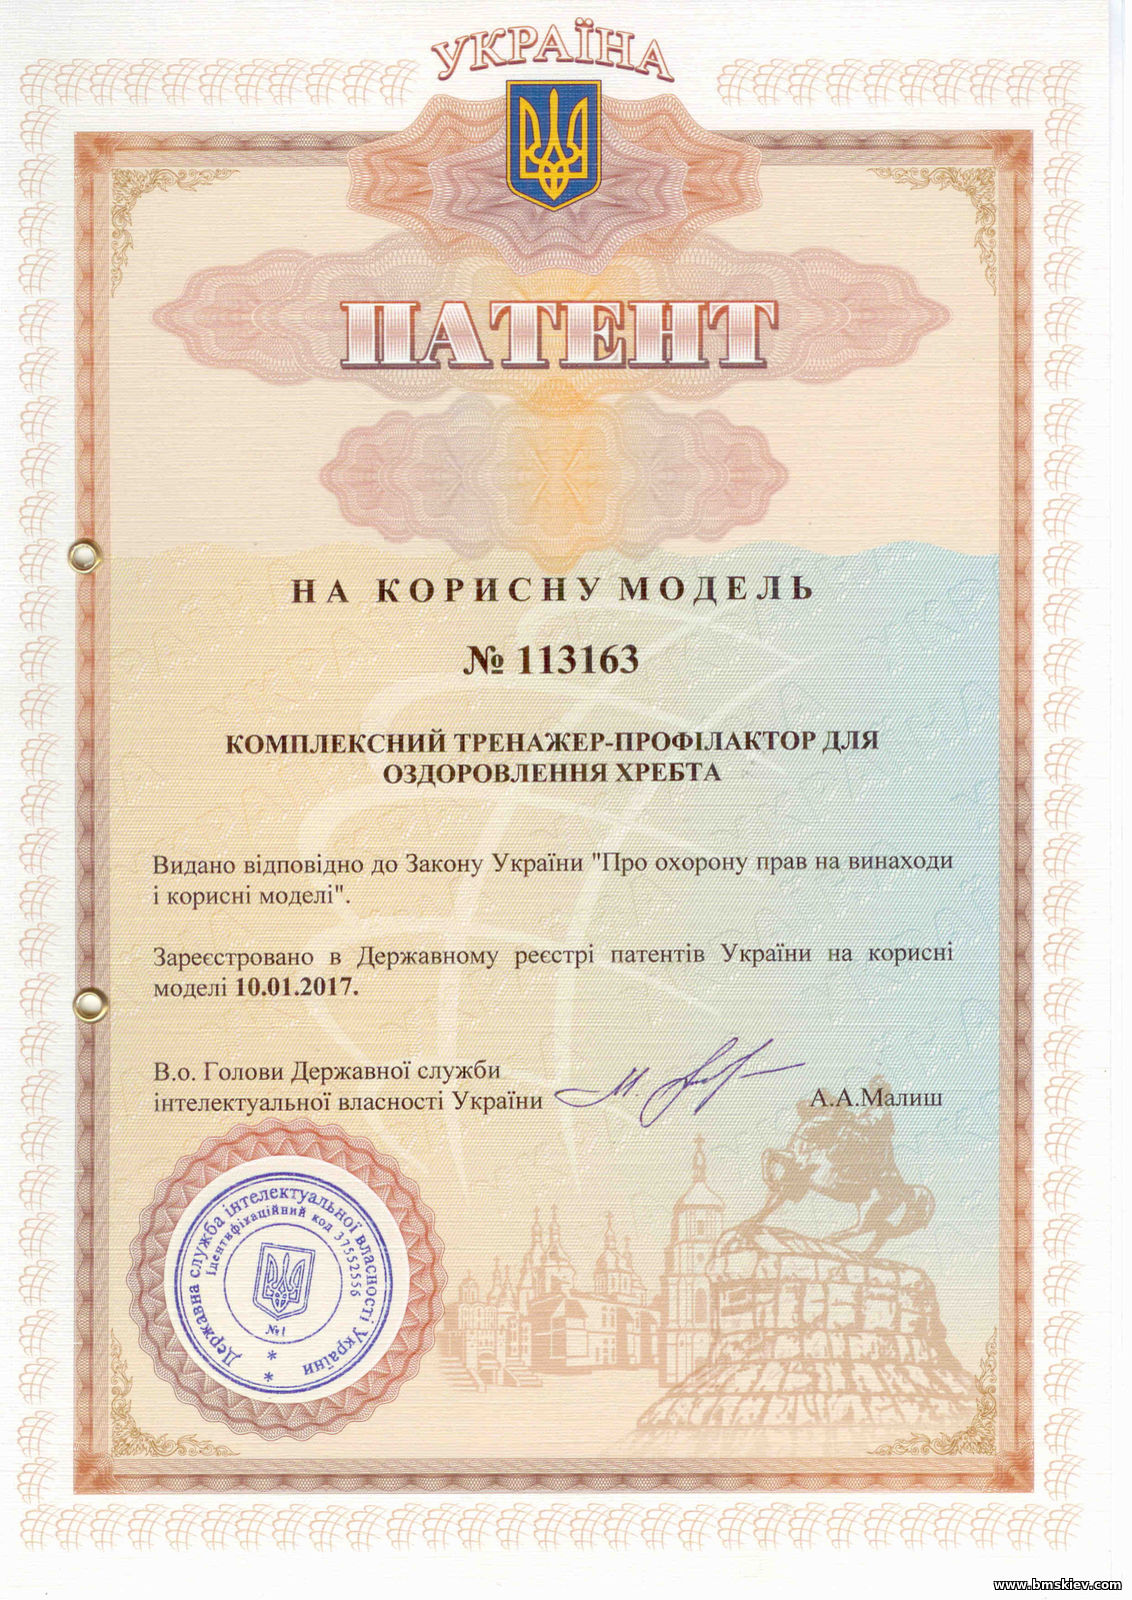 УКРАЇНА
ПАТЕНТ
НА КОРИСНУ МОДЕЛЬ
№ 113163
КОМПЛЕКСНИЙ ТРЕНАЖЕР-ПРОФІЛАКТОР ДЛЯ
ОЗДОРОВЛЕННЯ ХРЕБТА
Видано відповідно до Закону України "Про охорону прав на винаходи
і корисні моделі".
Зареєстровано в Державному реєстрі патентів України на корисні
моделі 10.01.2017.
В.о. Голови Державної служби
інтелектуальної власності України
А.А.Малиш
Державна служба інтелектуальної власності України
Ідентифікаційний код 37552556
№1
www.bmskiev.com